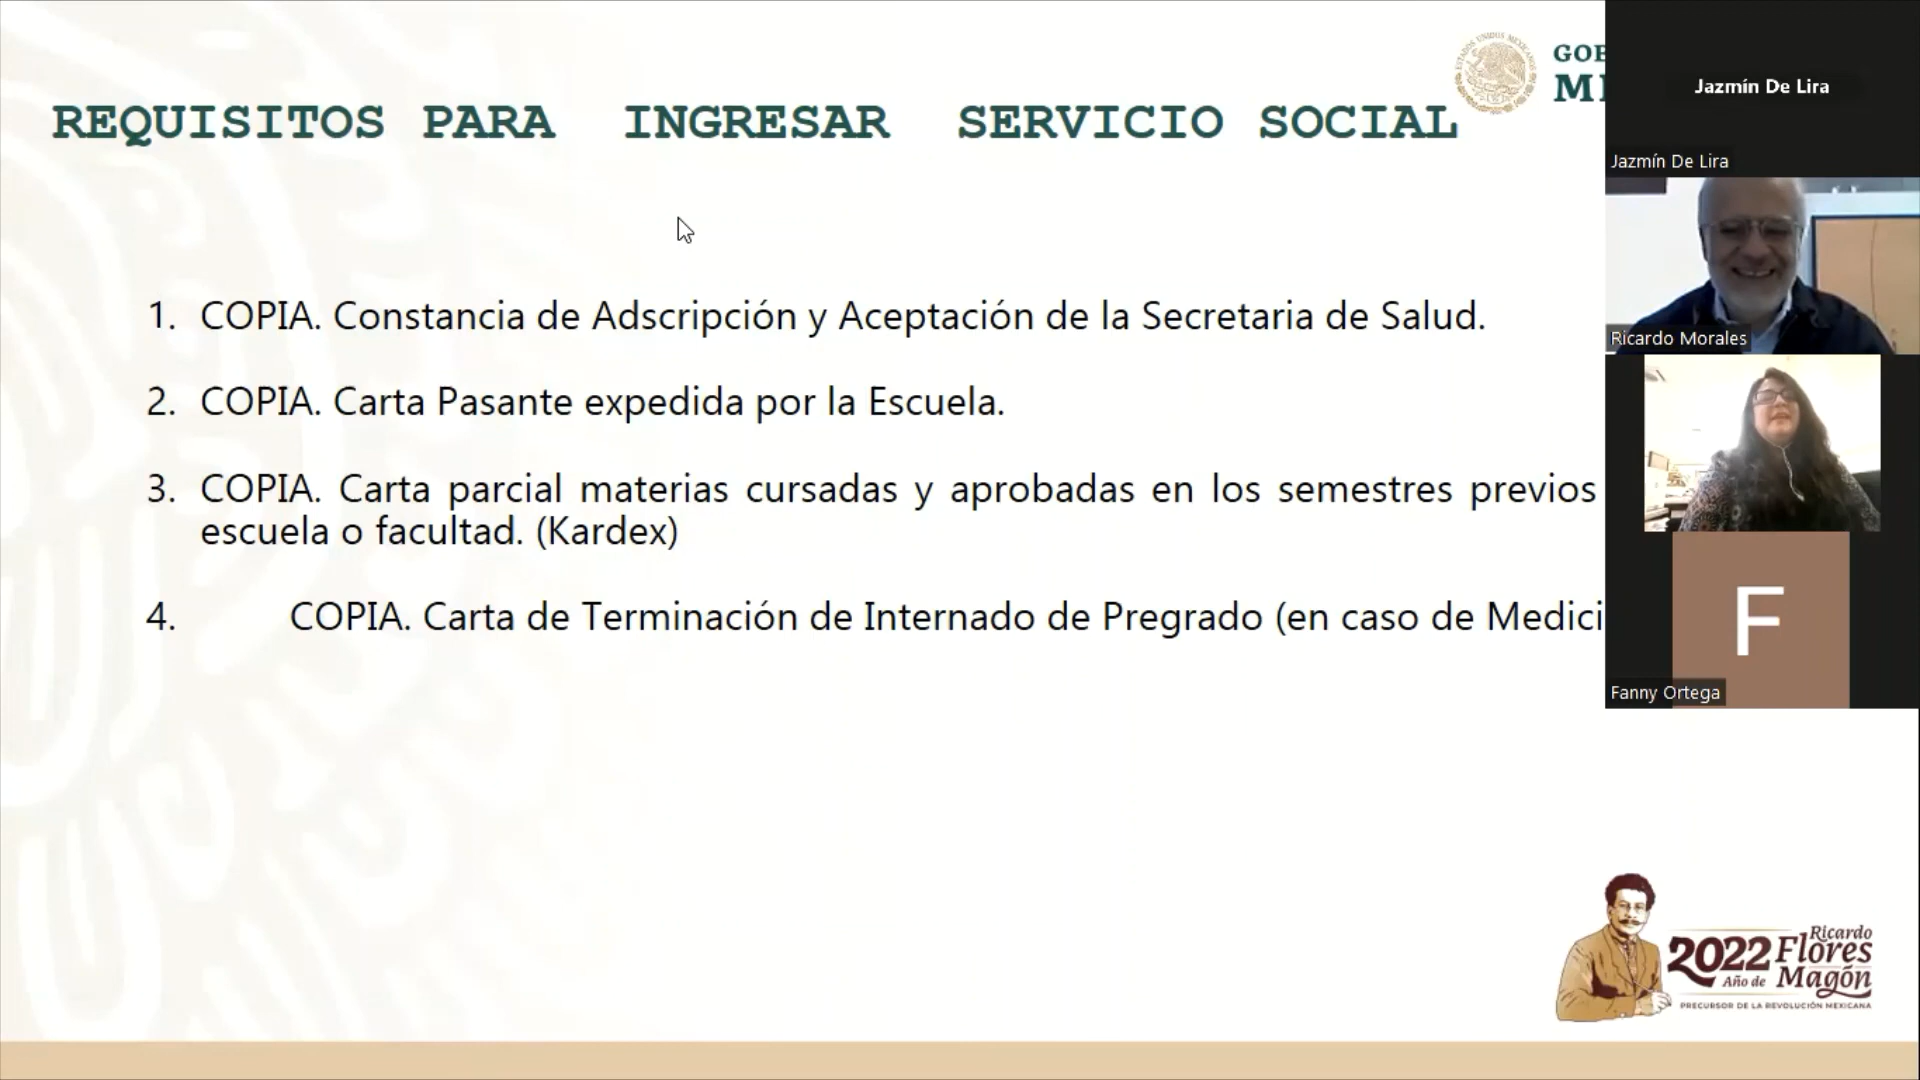 REQUISITOS PARA INGRESAR SERVICIO SOCIAL
ESTADOS UNIDOS MEXICANOS
1. COPIA. Constancia de Adscripción y Aceptación de la Secretaria de Salud.
2. COPIA. Carta Pasante expedida por la Escuela.
3. COPIA. Carta parcial materias cursadas y aprobadas en los semestres previos
escuela o facultad. (Kardex)
4. COPIA. Carta de Terminación de Internado de Pregrado (en caso de Medici
Jazmín De Lira
Jazmín De Lira
Ricardo Morales
F
Fanny Ortega
2022 Ricardo
Flores
Año de Magón
PRECURSOR DE LA REVOLUCIÓN MEXICANA